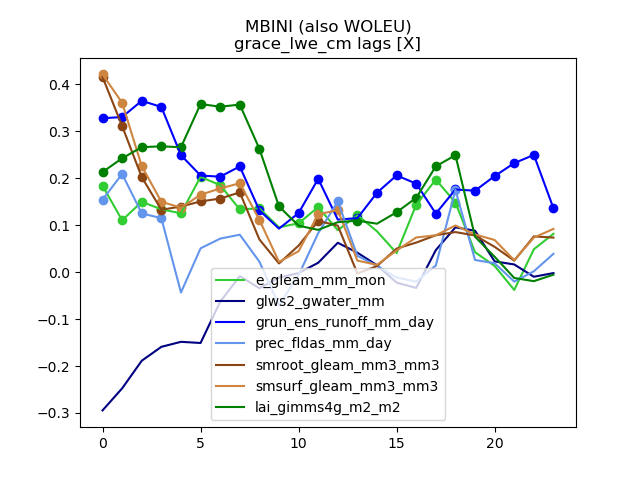 MBINI (also WOLEU)
grace_lwe_cm lags [X]
0.4
0.3
0.2
0.1
0.0
−0.1
−0.2
−0.3
0
5
10
15
20
e_gleam_mm_mon
glws2_gwater_mm
grun_ens_runoff_mm_day
prec_fldas_mm_day
smroot_gleam_mm3_mm3
smsurf_gleam_mm3_mm3
lai_gimms4g_m2_m2